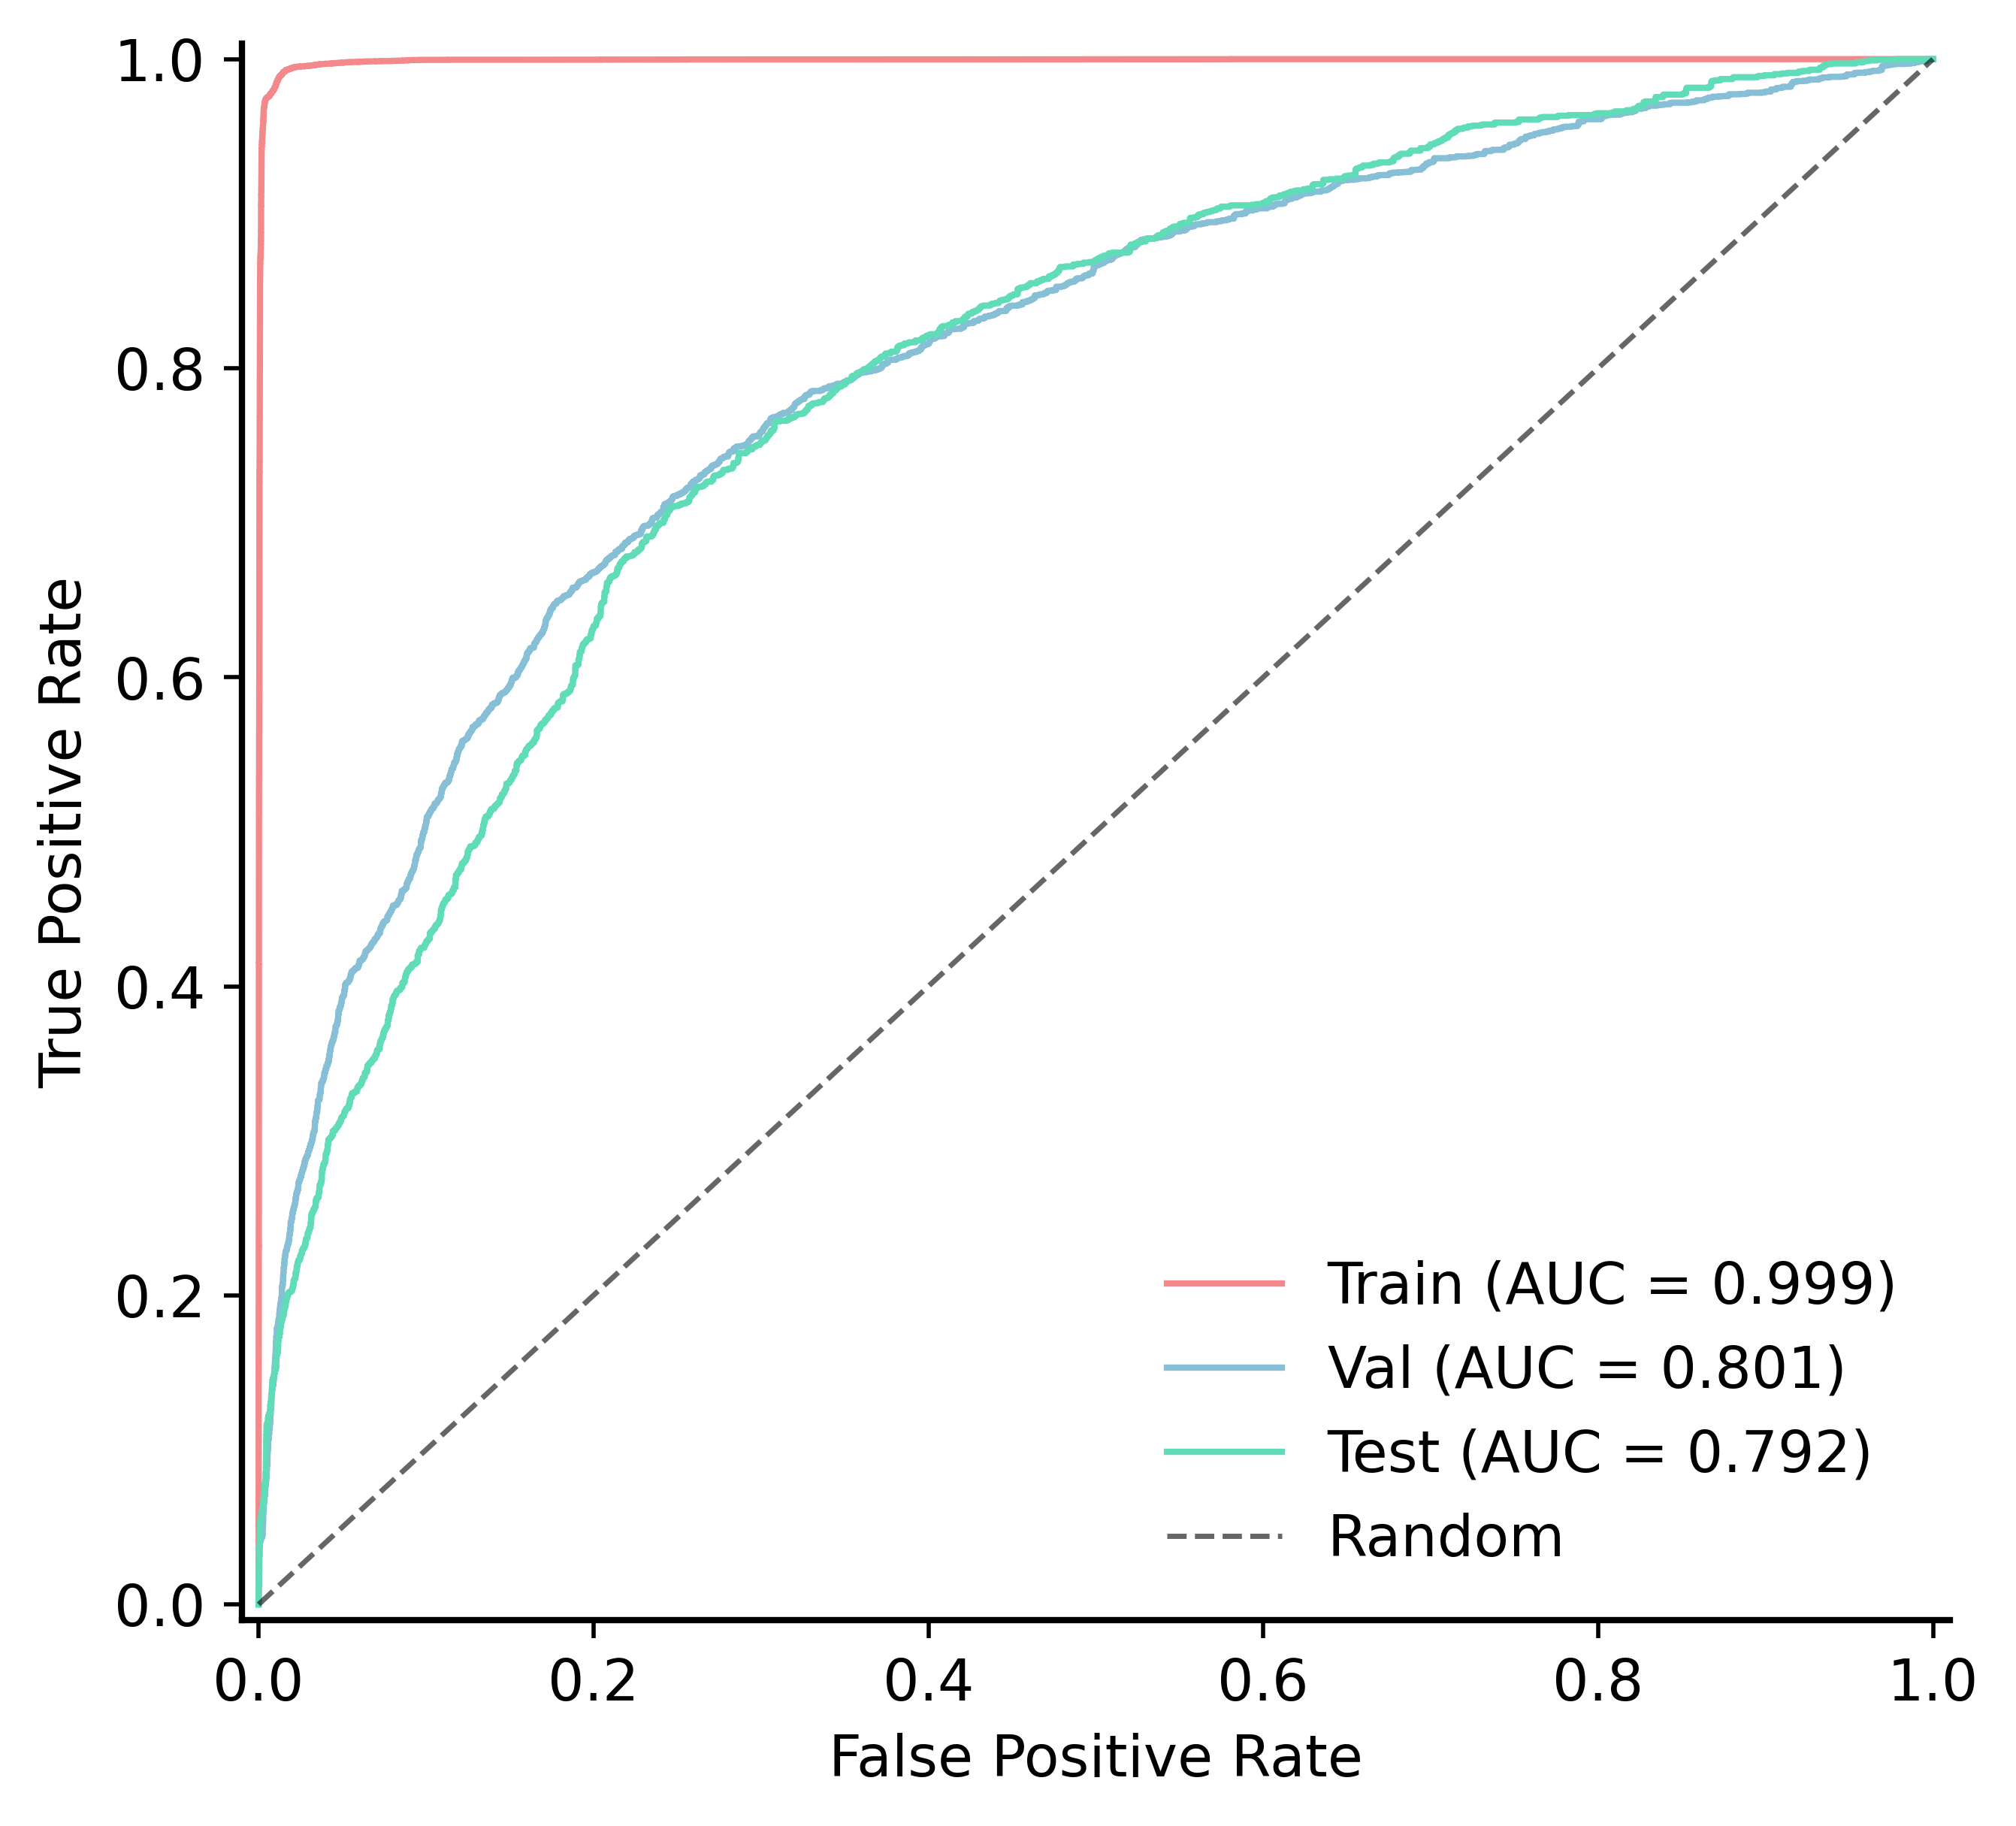 1.0
0.8
0.6
0.4
0.2
0.0
True Positive Rate
Train (AUC = 0.999)
Val (AUC = 0.801)
Test (AUC = 0.792)
Random
0.0 0.2 0.4 0.6 0.8 1.0
False Positive Rate